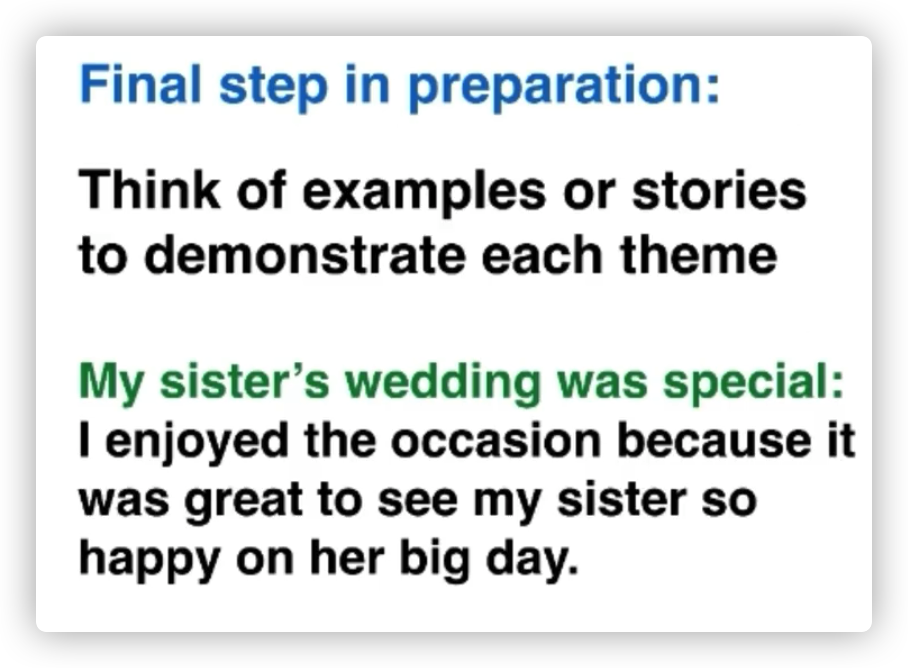 Final step in preparation:
Think of examples or stories
to demonstrate each theme
My sister’s wedding was special:
I enjoyed the occasion because it
was great to see my sister so
happy on her big day.